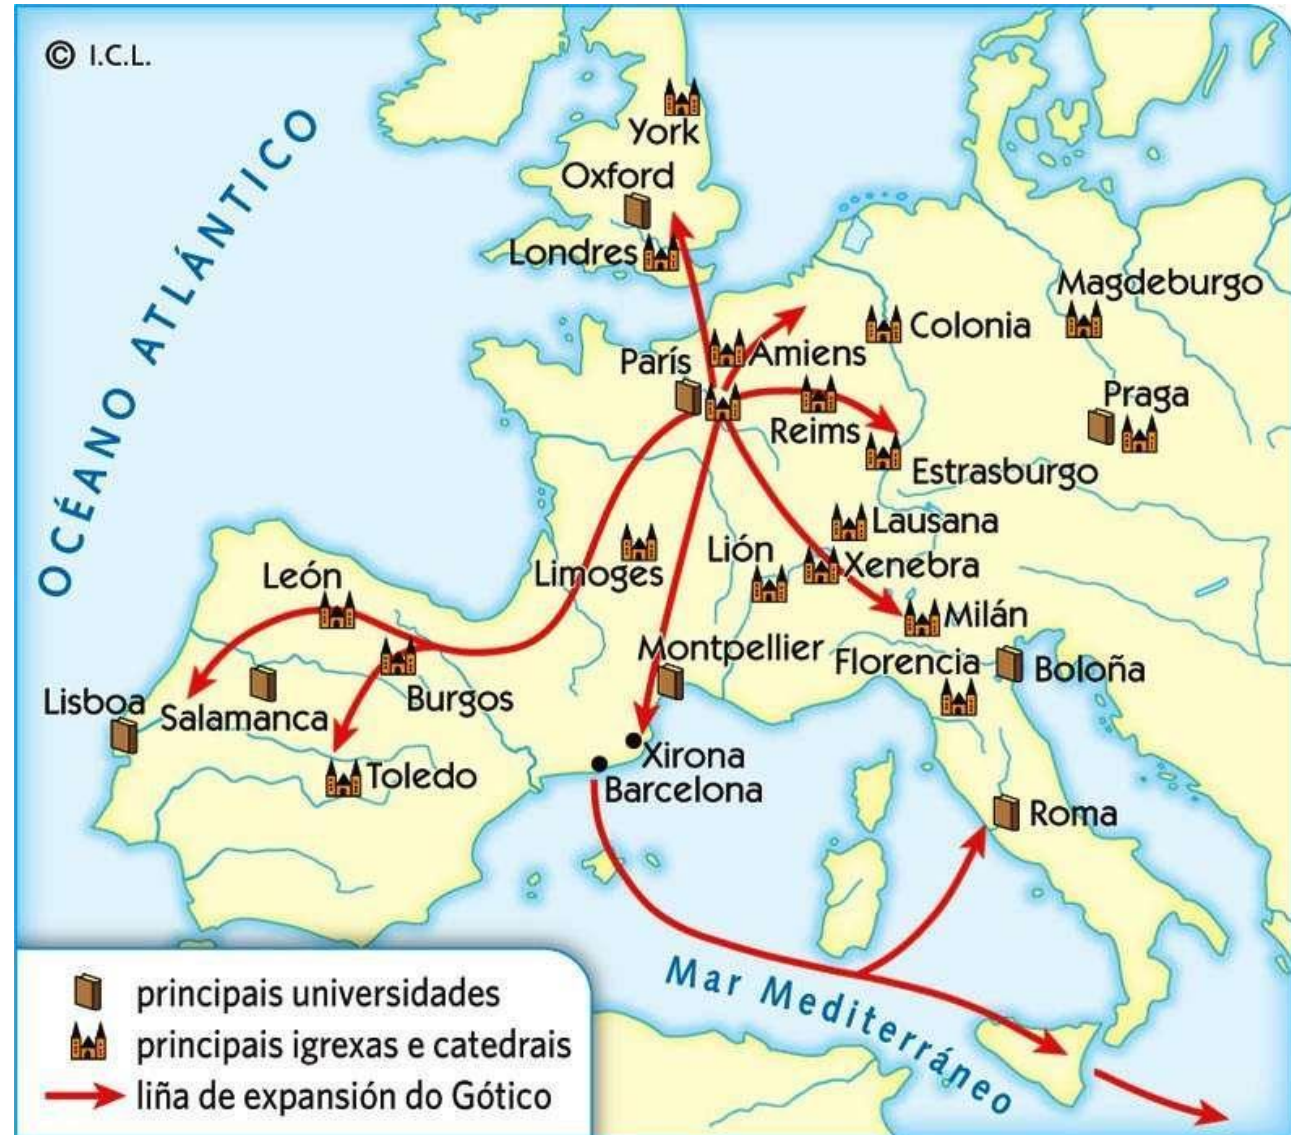 © I.C.L.
OCÉANO ATLÁNTICO
York
Oxford
Londres
Magdeburgo
Colonia
París
Amiens
Praga
Reims
Estrasburgo
Lausana
Lión
Xenebra
Limoges
León
Milán
Montpellier
Florencia
Boloña
Burgos
Lisboa
Salamanca
Xirona
Toledo
Barcelona
Roma
Mar Mediterráneo
principais universidades
principais igrexas e catedrais
liña de expansión do Gótico